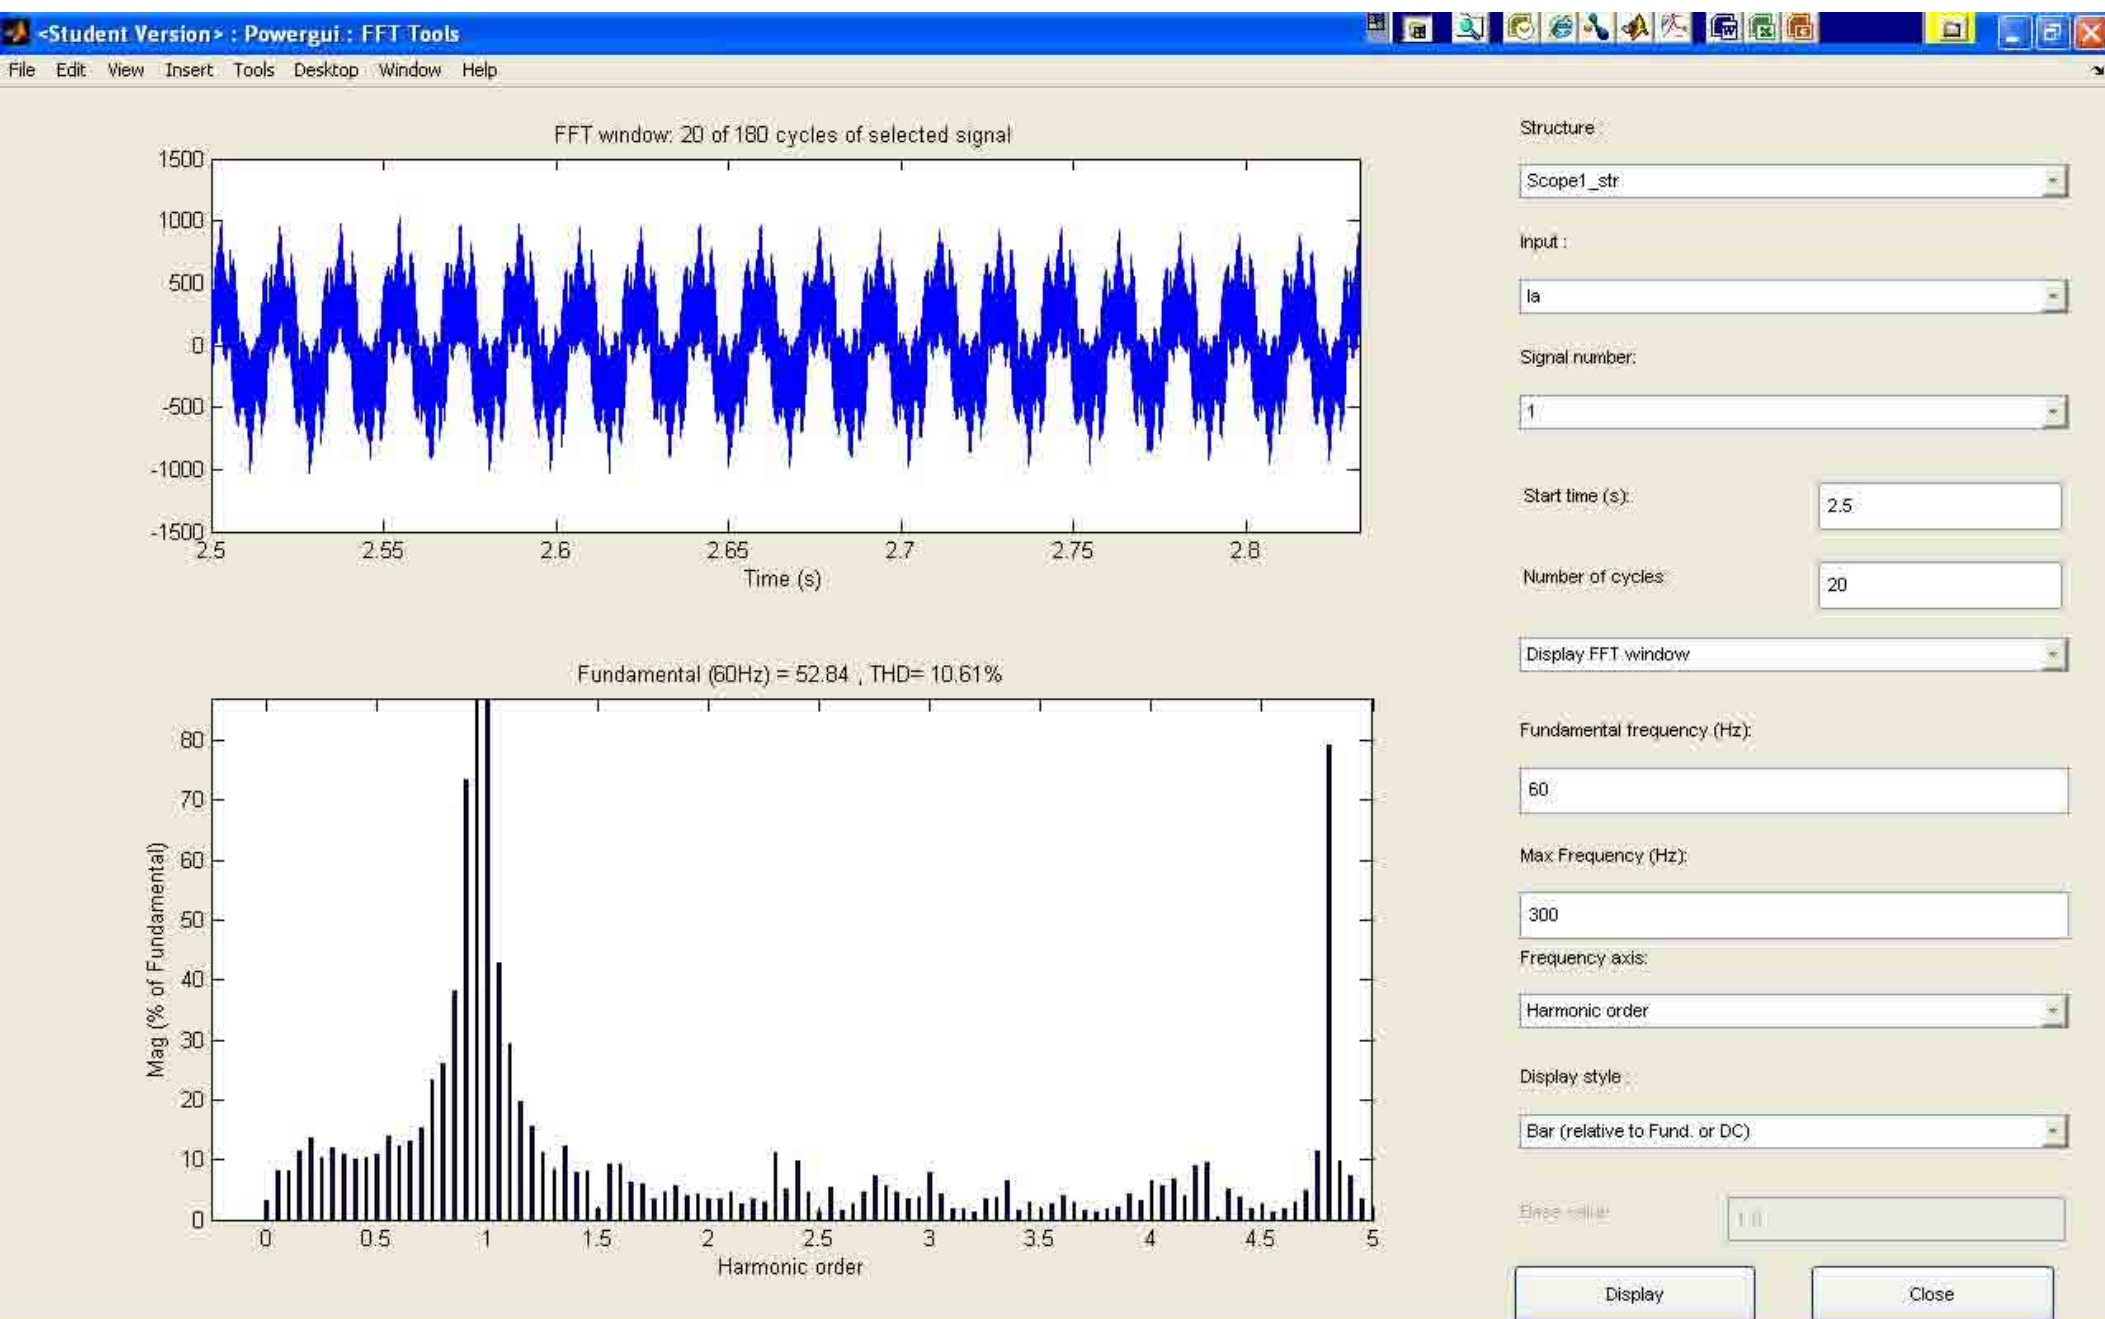 <Student Version> : Powergui : FFT Tools
File Edit View Insert Tools Desktop Window Help
FFT window: 20 of 180 cycles of selected signal
1500
1000
500
0
-500
-1000
-1500
2.5 2.55 2.6 2.65 2.7 2.75 2.8
Time (s)
Fundamental (60Hz) = 52.84 , THD= 10.61%
Mag (% of Fundamental)
80
70
60
50
40
30
20
10
0
0 0.5 1 1.5 2 2.5 3 3.5 4 4.5 5
Harmonic order
Structure :
Scope1_str
Input :
Ia
Signal number:
1
Start time (s):
2.5
Number of cycles:
20
Display FFT window
Fundamental frequency (Hz):
60
Max Frequency (Hz):
300
Frequency axis:
Harmonic order
Display style :
Bar (relative to Fund. or DC)
Base value:
1.0
Display
Close